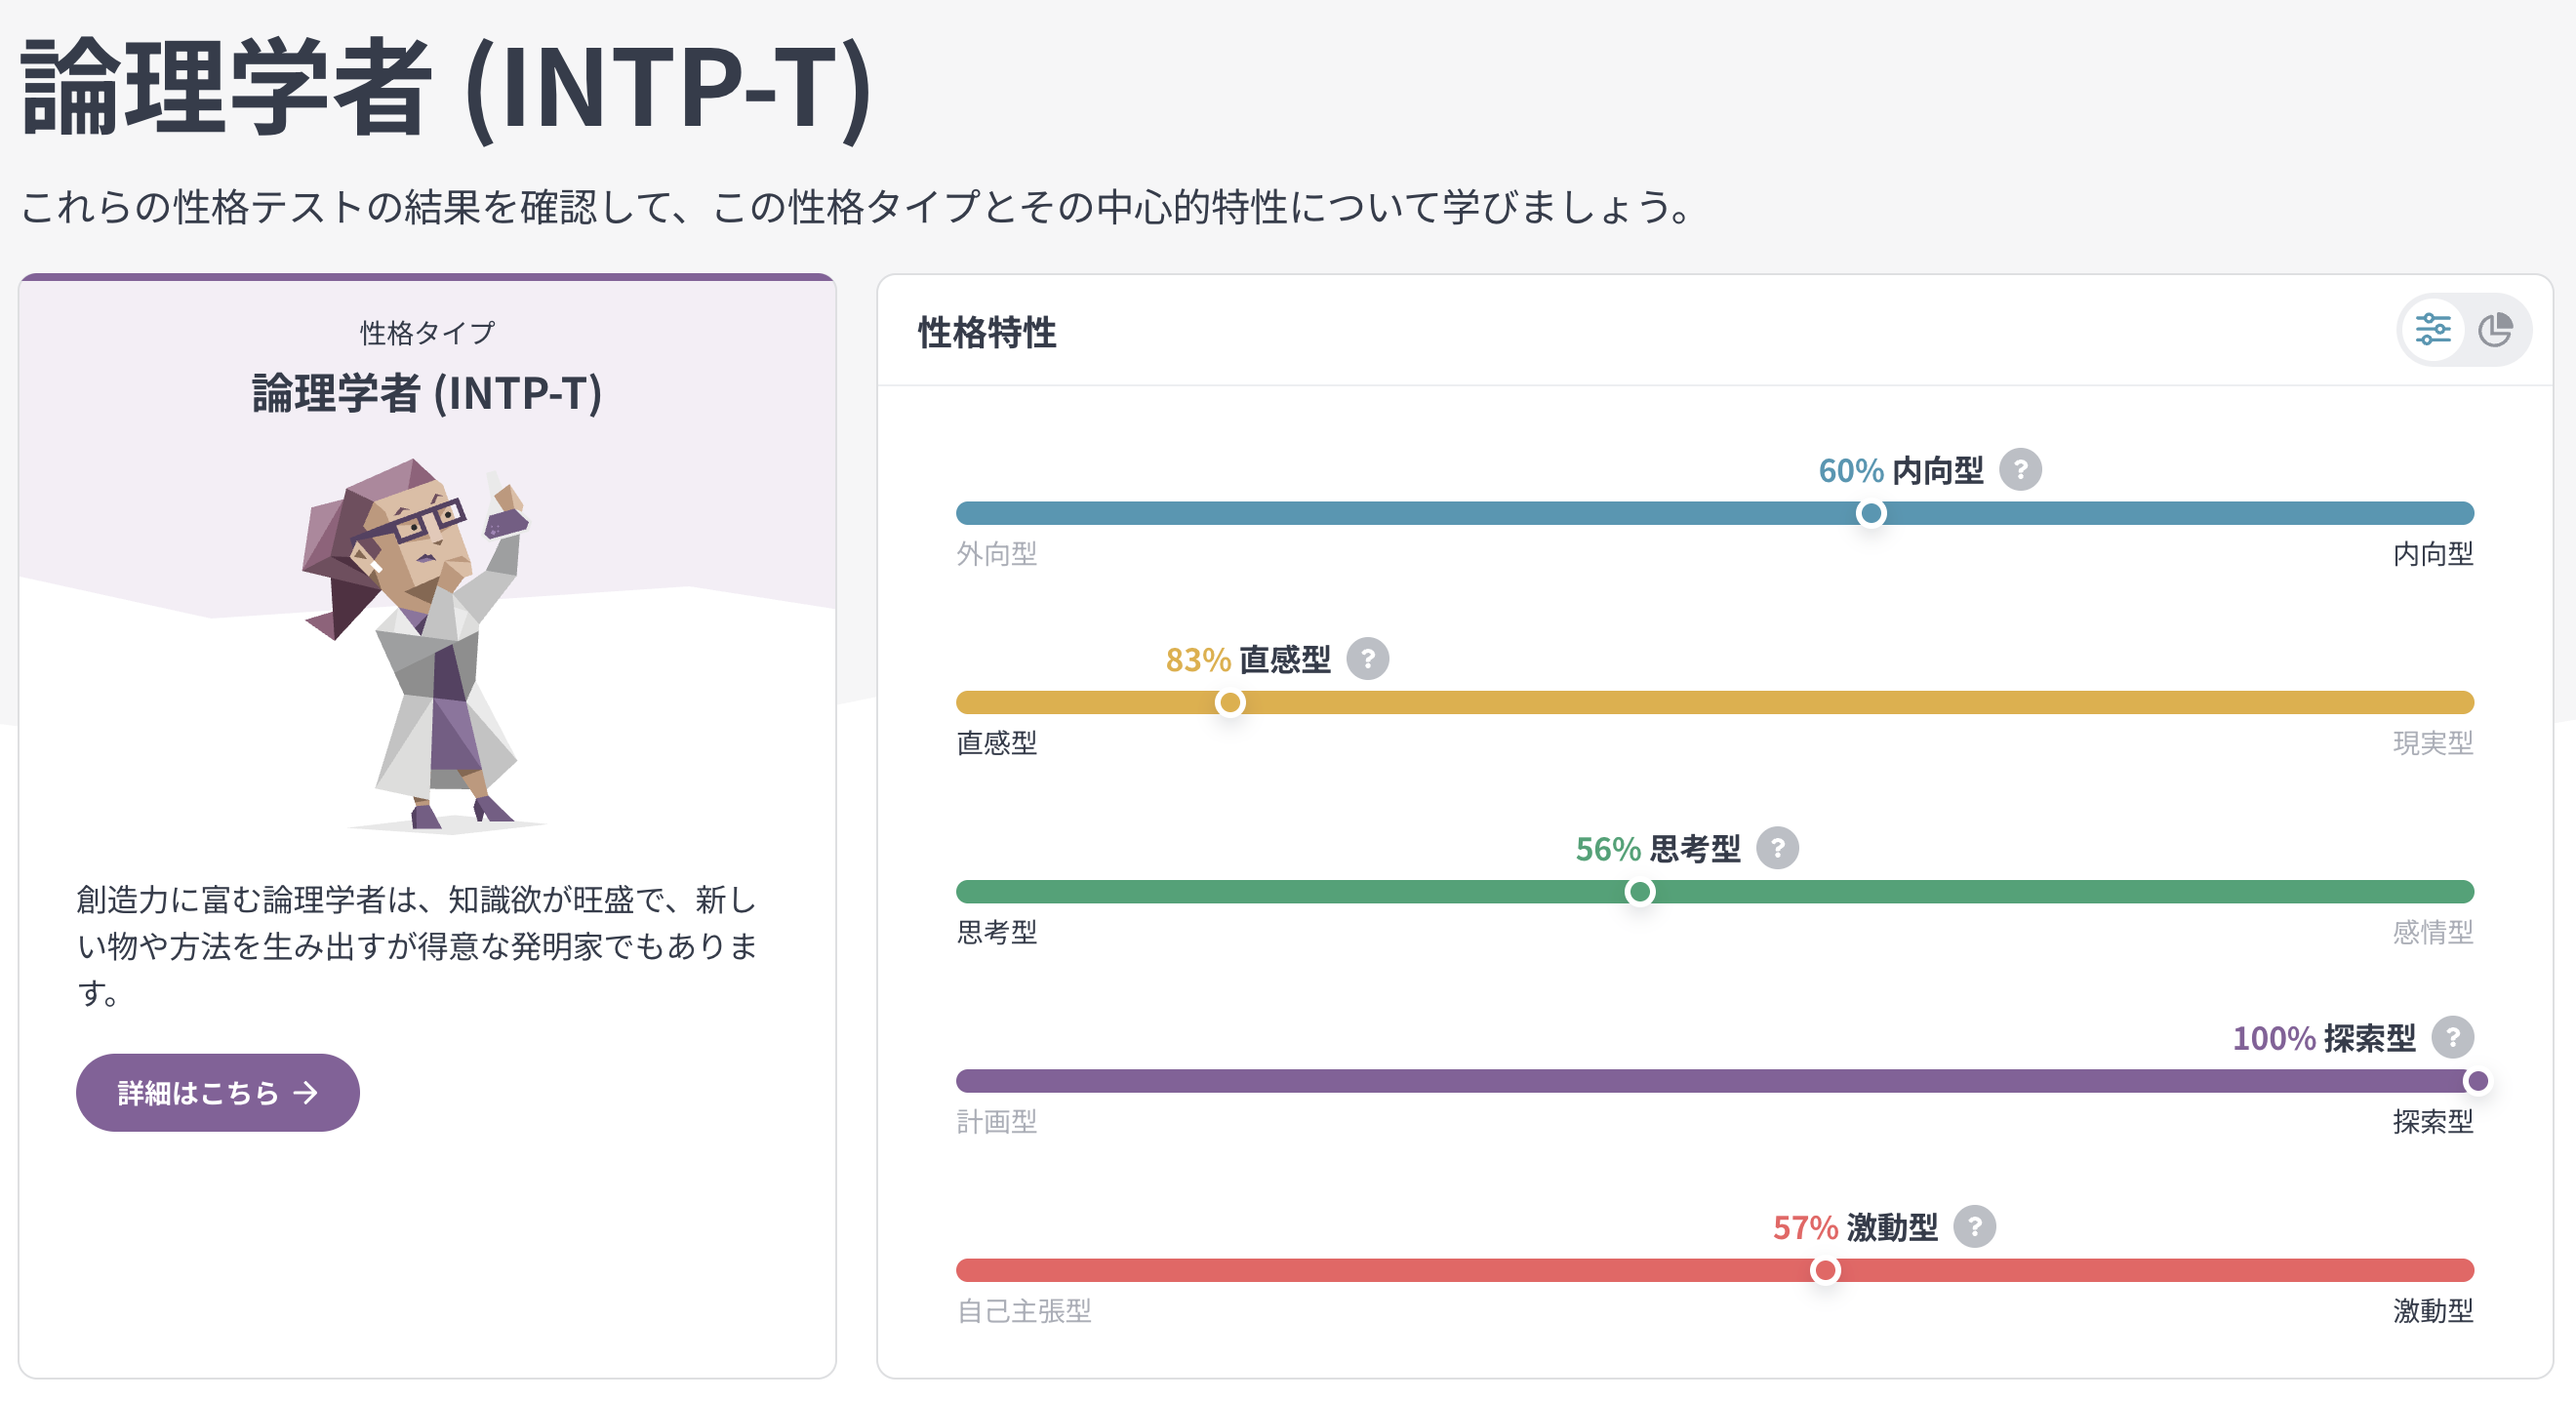 論理学者 (INTP-T)
これらの性格テストの結果を確認して、この性格タイプとその中心的特性について学びましょう。
性格タイプ
論理学者 (INTP-T)
創造力に富む論理学者は、知識欲が旺盛で、新し
い物や方法を生み出すが得意な発明家でもありま
す。
詳細はこちら →
性格特性
60% 内向型 ?
外向型 内向型
83% 直感型 ?
直感型 現実型
56% 思考型 ?
思考型 感情型
100% 探索型 ?
計画型 探索型
57% 激動型 ?
自己主張型 激動型